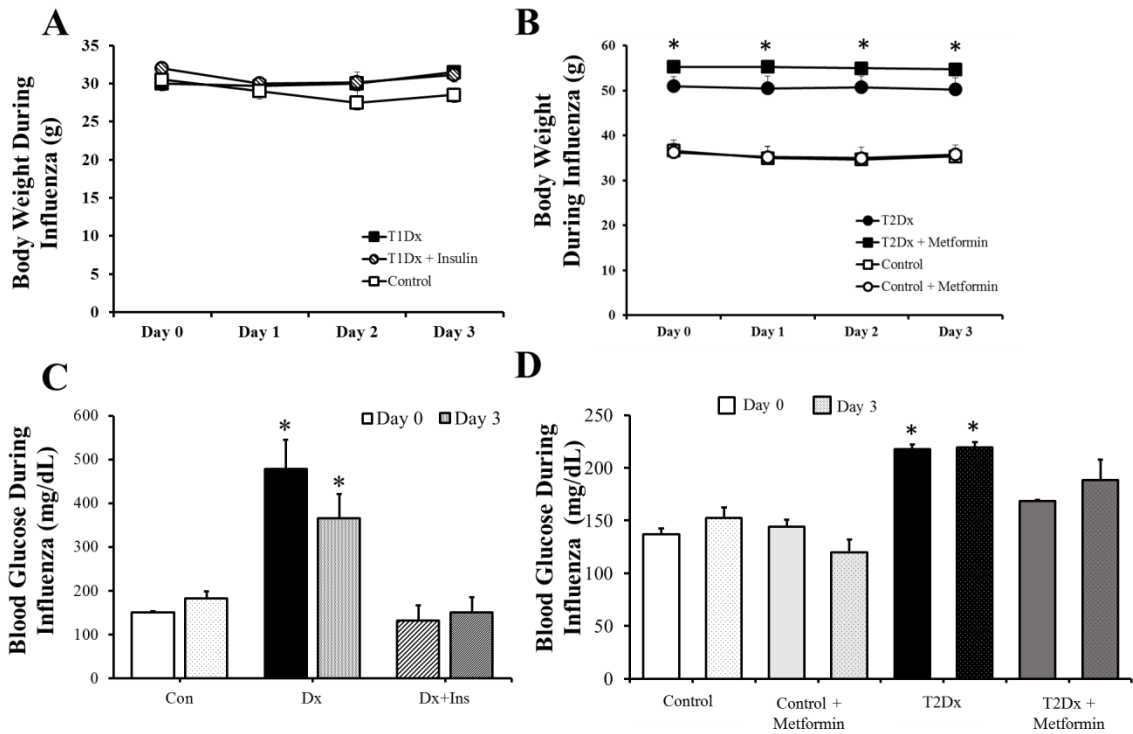 A
Body Weight During
Influenza (g)
35
30
25
20
15
10
5
0
T1Dx
T1Dx + Insulin
Control
Day 0 Day 1 Day 2 Day 3
B
Body Weight
During Influenza (g)
60
50
40
30
20
10
0
* * * *
T2Dx
T2Dx + Metformin
Control
Control + Metformin
Day 0 Day 1 Day 2 Day 3
C
Blood Glucose During
Influenza (mg/dL)
600
500
400
300
200
100
0
Day 0 Day 3
* *
Con Dx Dx+Ins
D
Blood Glucose During
Influenza (mg/dL)
250
200
150
100
50
0
Day 0 Day 3
* *
Control Control + T2Dx T2Dx +
Metformin Metformin